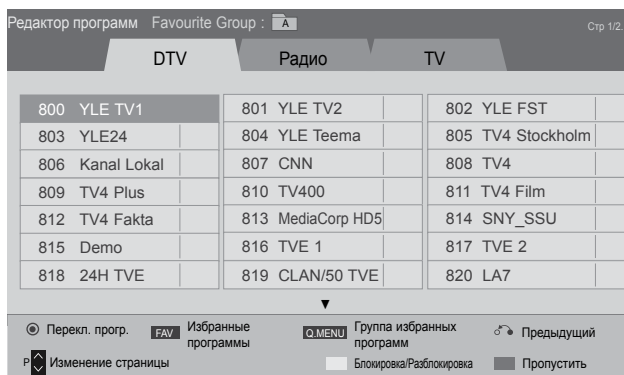 Редактор программ Favourite Group : A Стр 1/2.
DTV Радио TV
800 YLE TV1 801 YLE TV2 802 YLE FST
803 YLE24 804 YLE Teema 805 TV4 Stockholm
806 Kanal Lokal 807 CNN 808 TV4
809 TV4 Plus 810 TV400 811 TV4 Film
812 TV4 Fakta 813 MediaCorp HD5 814 SNY_SSU
815 Demo 816 TVE 1 817 TVE 2
818 24H TVE 819 CLAN/50 TVE 820 LA7
Перекл. прогр. FAV Избранные программы Q.MENU Группа избранных программ Предыдущий
P Изменение страницы Блокировка/Разблокировка Пропустить